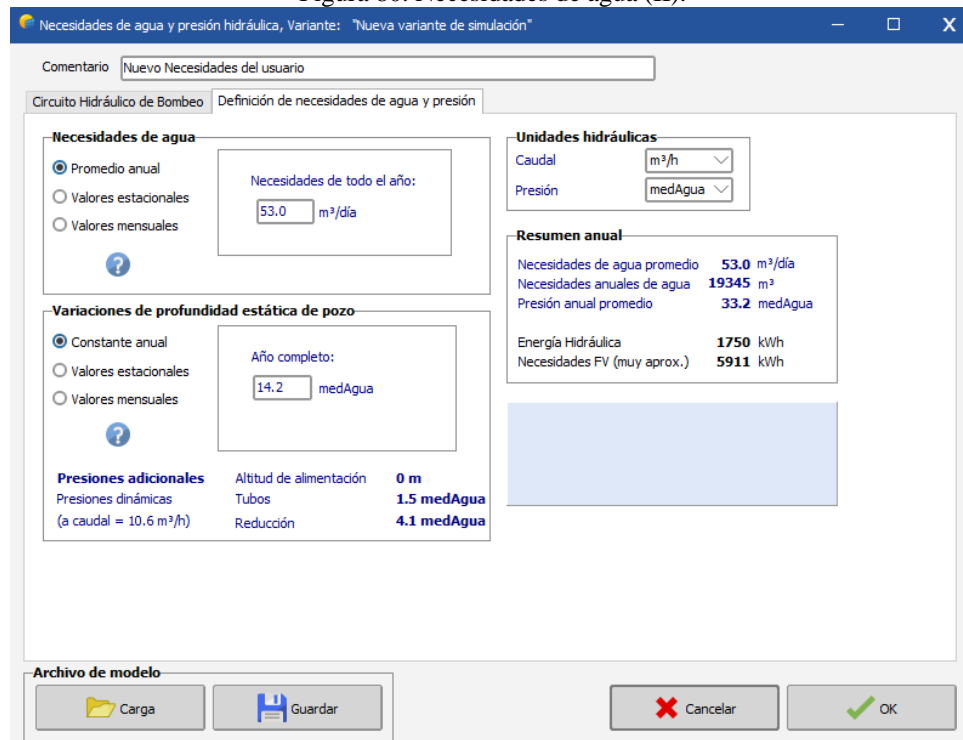 Figura 80. Necesidades de agua (II).
Necesidades de agua y presión hidráulica, Variante: "Nueva variante de simulación"
Comentario Nuevo Necesidades del usuario
Circuito Hidráulico de Bombeo Definición de necesidades de agua y presión
Necesidades de agua
Promedio anual
Valores estacionales
Valores mensuales
Necesidades de todo el año:
53.0 m³/día
Variaciones de profundidad estática de pozo
Constante anual
Valores estacionales
Valores mensuales
Año completo:
14.2 medAgua
Presiones adicionales Altitud de alimentación 0 m
Presiones dinámicas Tubos 1.5 medAgua
(a caudal = 10.6 m³/h) Reducción 4.1 medAgua
Unidades hidráulicas
Caudal m³/h
Presión medAgua
Resumen anual
Necesidades de agua promedio 53.0 m³/día
Necesidades anuales de agua 19345 m³
Presión anual promedio 33.2 medAgua
Energía Hidráulica 1750 kWh
Necesidades FV (muy aprox.) 5911 kWh
Archivo de modelo
Carga Guardar Cancelar OK